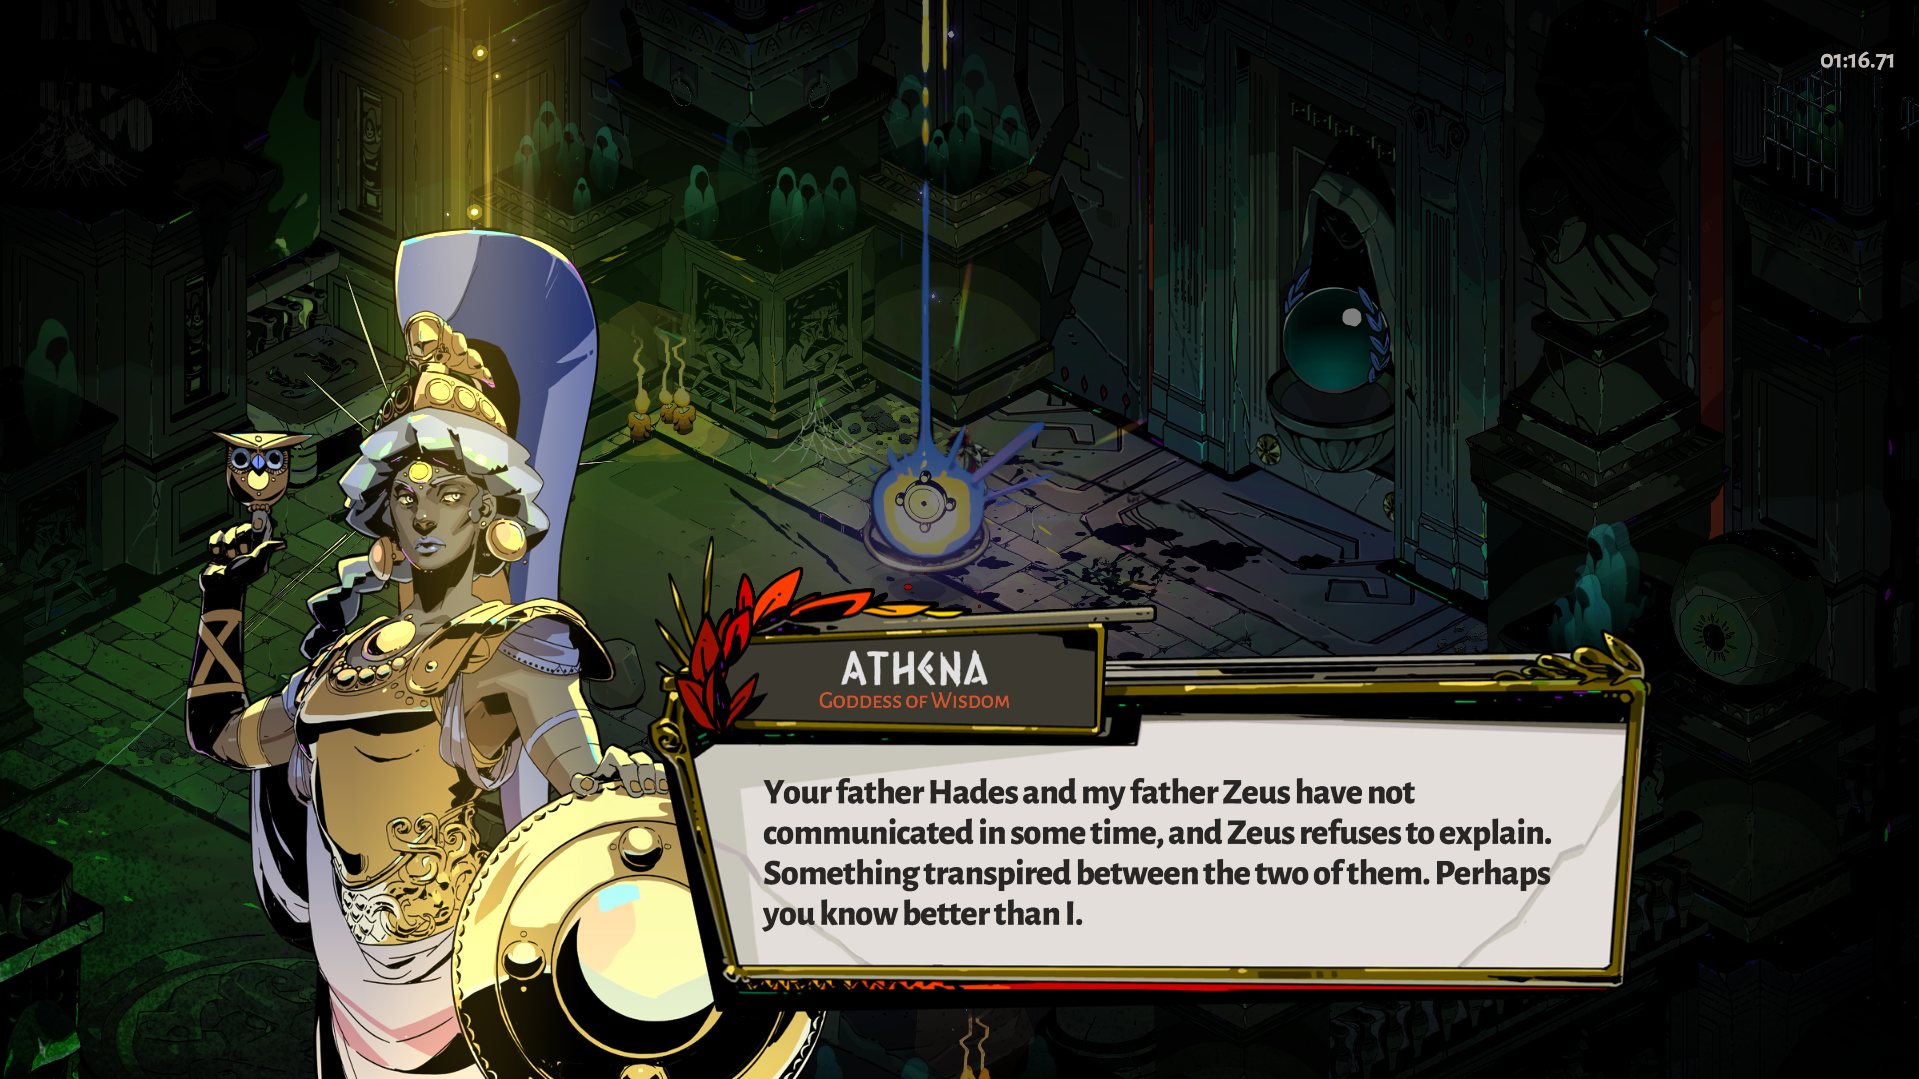 01:16.71
ATHENA
GODDESS OF WISDOM
Your father Hades and my father Zeus have not
communicated in some time, and Zeus refuses to explain.
Something transpired between the two of them. Perhaps
you know better than I.